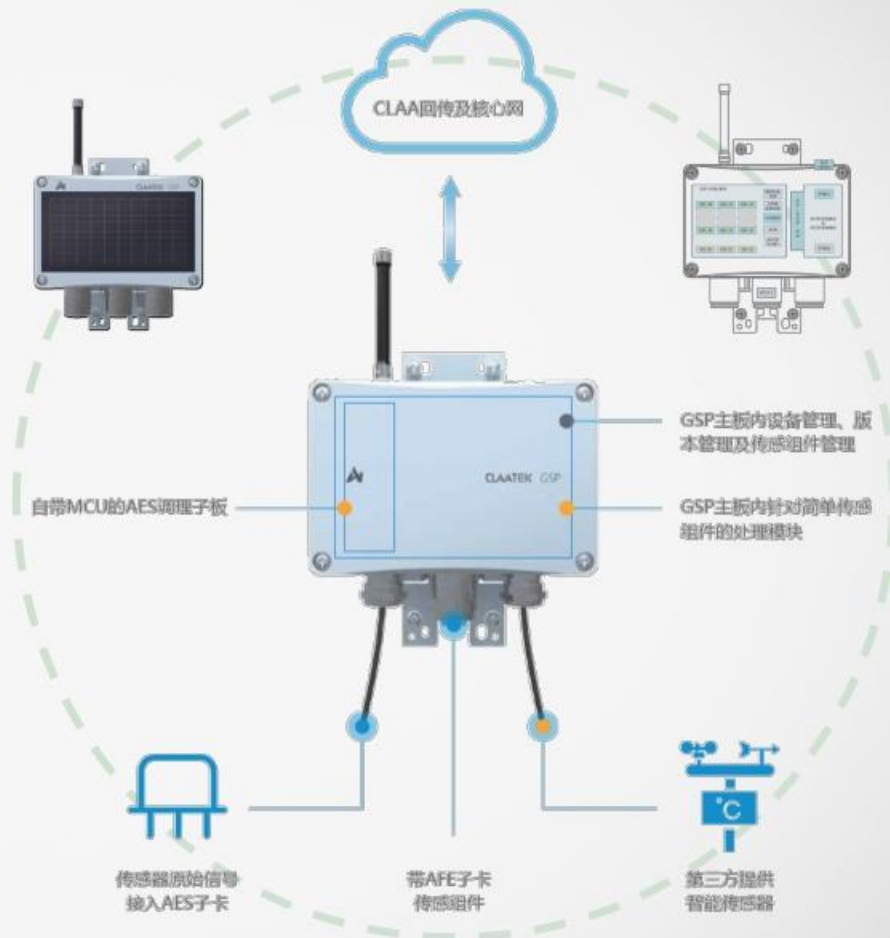 CLAA回传及核心网
CLAATEK GSP
CLAATEK GSP
GSP主板内设备管理、版
本管理及传感组件管理
自带MCU的AES调理子板
GSP主板内针对简单传感
组件的处理模块
℃
传感器原始信号
接入AES子卡
带AFE子卡
传感组件
第三方提供
智能传感器